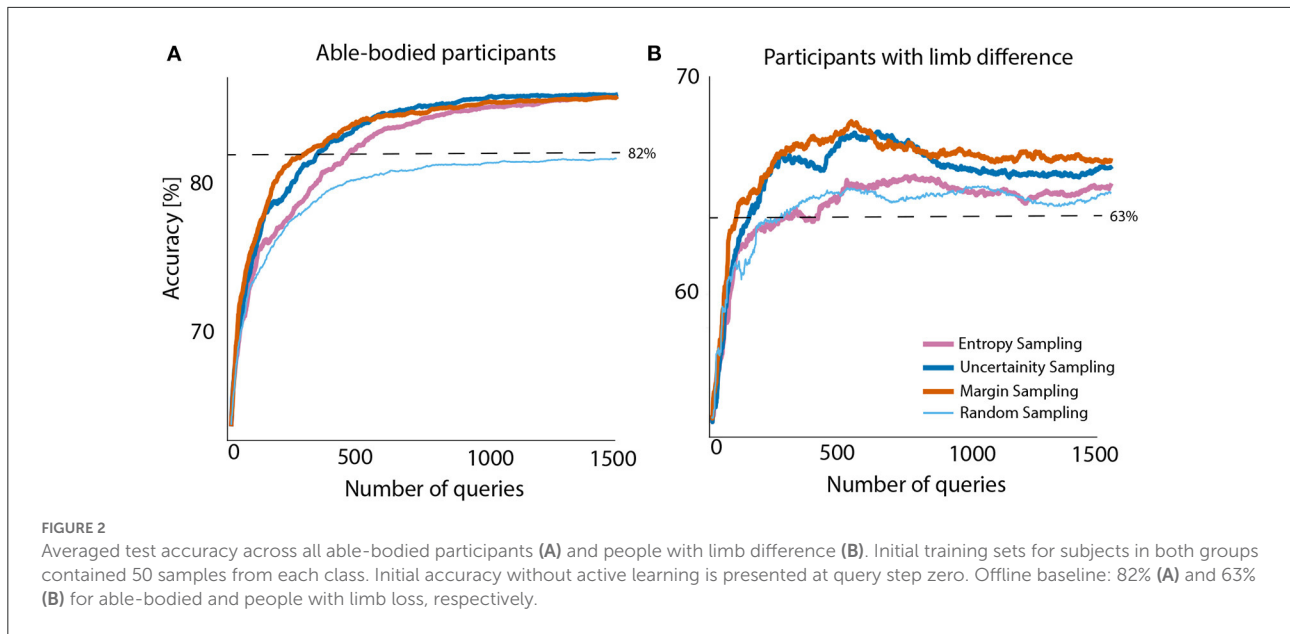 A
Able-bodied participants
B
Participants with limb difference
Accuracy [%]
80
70
82%
0
500
1000
1500
Number of queries
70
60
63%
Entropy Sampling
Uncertainity Sampling
Margin Sampling
Random Sampling
0
500
1000
1500
Number of queries
FIGURE 2
Averaged test accuracy across all able-bodied participants (A) and people with limb difference (B). Initial training sets for subjects in both groups
contained 50 samples from each class. Initial accuracy without active learning is presented at query step zero. Offline baseline: 82% (A) and 63%
(B) for able-bodied and people with limb loss, respectively.